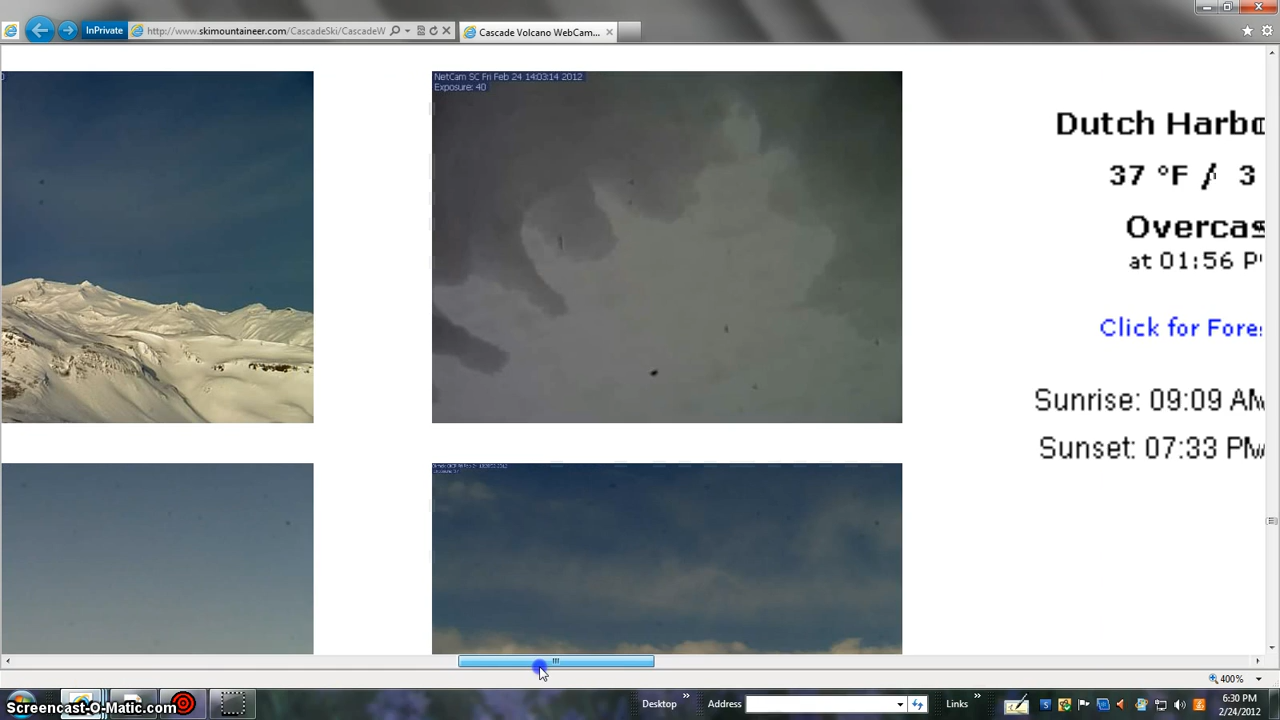 InPrivate
http://www.skimountaineer.com/CascadeSki/CascadeW
Cascade Volcano WebCam...
NetCam SC Fri Feb 24 14:03:14 2012
Exposure: 40
Dutch Harbo
37 °F / 3
Overcas
at 01:56 P
Click for Fore
Sunrise: 09:09 AM
Sunset: 07:33 PM
400%
Screencast-O-Matic.com
Desktop
Address
Links
6:30 PM
2/24/2012